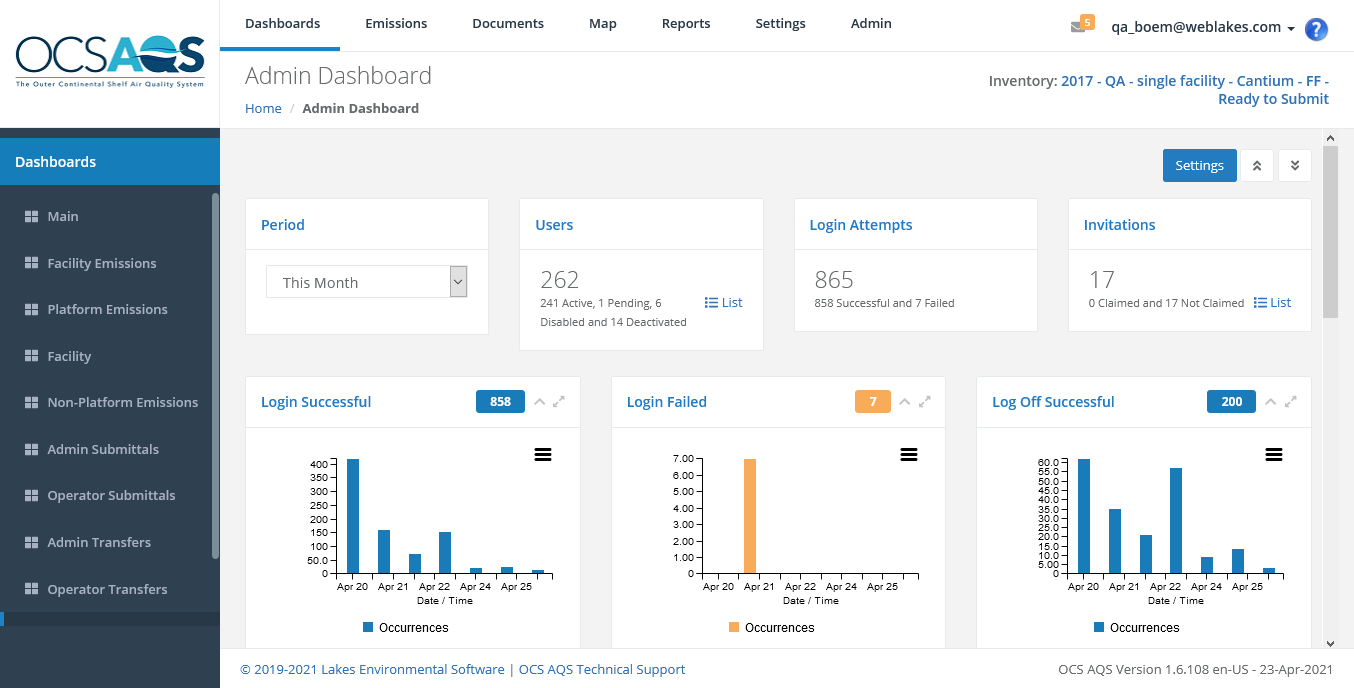 OCSAQS
The Outer Continental Shelf Air Quality System
Dashboards Emissions Documents Map Reports Settings Admin
5 qa_boem@weblakes.com ?
Admin Dashboard
Home / Admin Dashboard
Inventory: 2017 - QA - single facility - Cantium - FF -
Ready to Submit
Dashboards
Main
Facility Emissions
Platform Emissions
Facility
Non-Platform Emissions
Admin Submittals
Operator Submittals
Admin Transfers
Operator Transfers
Settings
Period
This Month
Users
262
241 Active, 1 Pending, 6
Disabled and 14 Deactivated
List
Login Attempts
865
858 Successful and 7 Failed
Invitations
17
0 Claimed and 17 Not Claimed
List
Login Successful 858
400
350
300
250
200
150
100
50.0
0
Apr 20 Apr 21 Apr 22 Apr 24 Apr 25
Date / Time
Occurrences
Login Failed 7
7.00
6.00
5.00
4.00
3.00
2.00
1.00
0
Apr 20 Apr 21 Apr 22 Apr 24 Apr 25
Date / Time
Occurrences
Log Off Successful 200
60.0
55.0
50.0
45.0
40.0
35.0
30.0
25.0
20.0
15.0
10.0
5.00
0
Apr 20 Apr 21 Apr 22 Apr 24 Apr 25
Date / Time
Occurrences
© 2019-2021 Lakes Environmental Software | OCS AQS Technical Support
OCS AQS Version 1.6.108 en-US - 23-Apr-2021